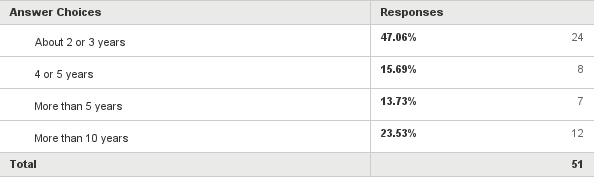 Answer Choices Responses
About 2 or 3 years 47.06% 24
4 or 5 years 15.69% 8
More than 5 years 13.73% 7
More than 10 years 23.53% 12
Total 51